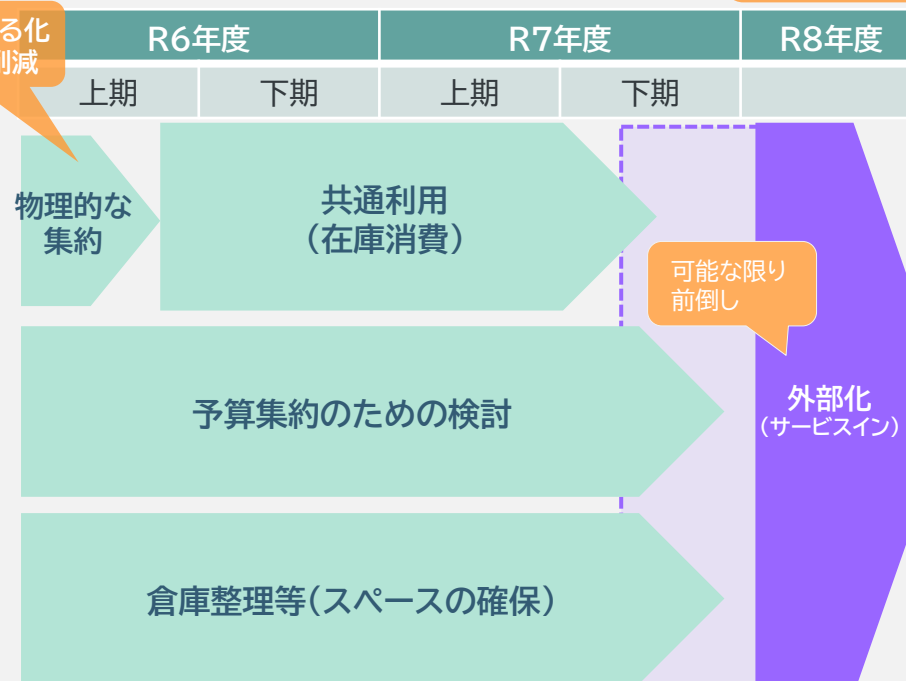 る化
削減
R6年度
R7年度
R8年度
上期
下期
上期
下期
物理的な
集約
共通利用
（在庫消費）
可能な限り
前倒し
予算集約のための検討
外部化
（サービスイン）
倉庫整理等（スペースの確保）